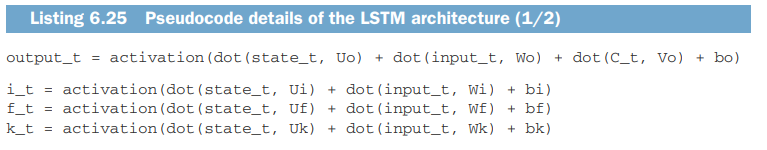 Listing 6.25 Pseudocode details of the LSTM architecture (1/2)
output_t = activation(dot(state_t, Uo) + dot(input_t, Wo) + dot(C_t, Vo) + bo)
i_t = activation(dot(state_t, Ui) + dot(input_t, Wi) + bi)
f_t = activation(dot(state_t, Uf) + dot(input_t, Wf) + bf)
k_t = activation(dot(state_t, Uk) + dot(input_t, Wk) + bk)